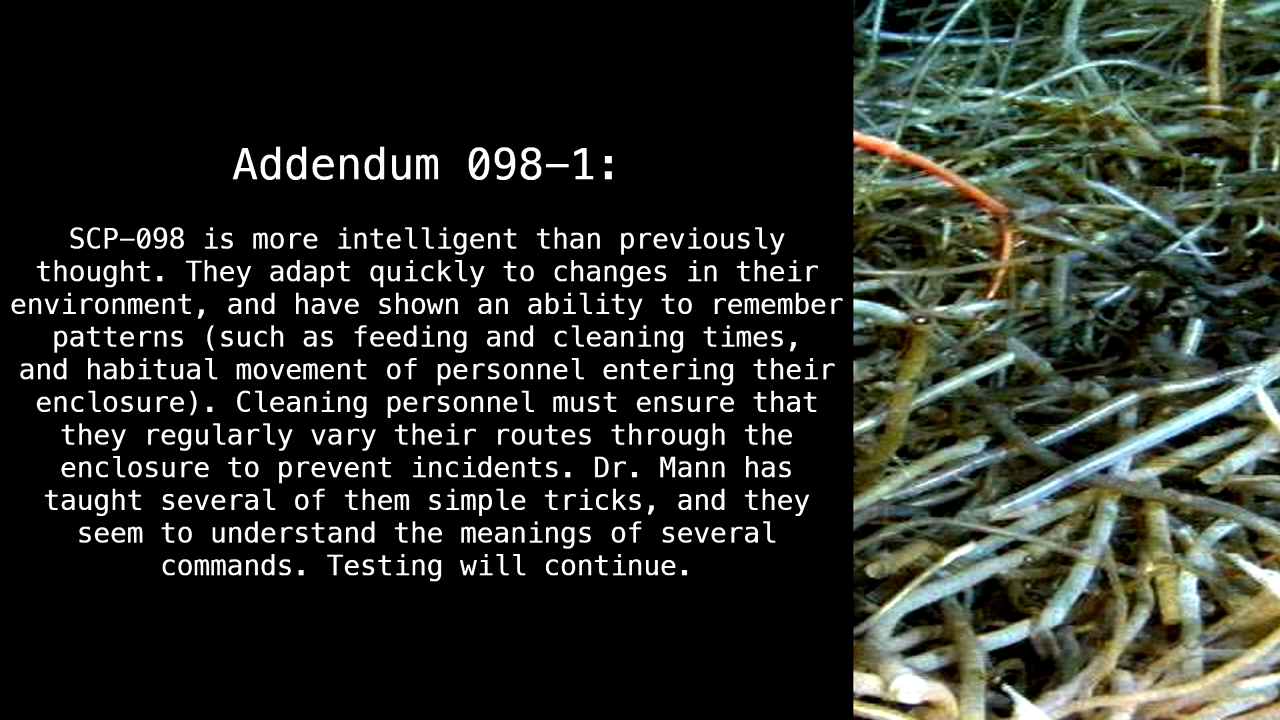 Addendum 098–1:
SCP–098 is more intelligent than previously
thought. They adapt quickly to changes in their
environment, and have shown an ability to remember
patterns (such as feeding and cleaning times,
and habitual movement of personnel entering their
enclosure). Cleaning personnel must ensure that
they regularly vary their routes through the
enclosure to prevent incidents. Dr. Mann has
taught several of them simple tricks, and they
seem to understand the meanings of several
commands. Testing will continue.